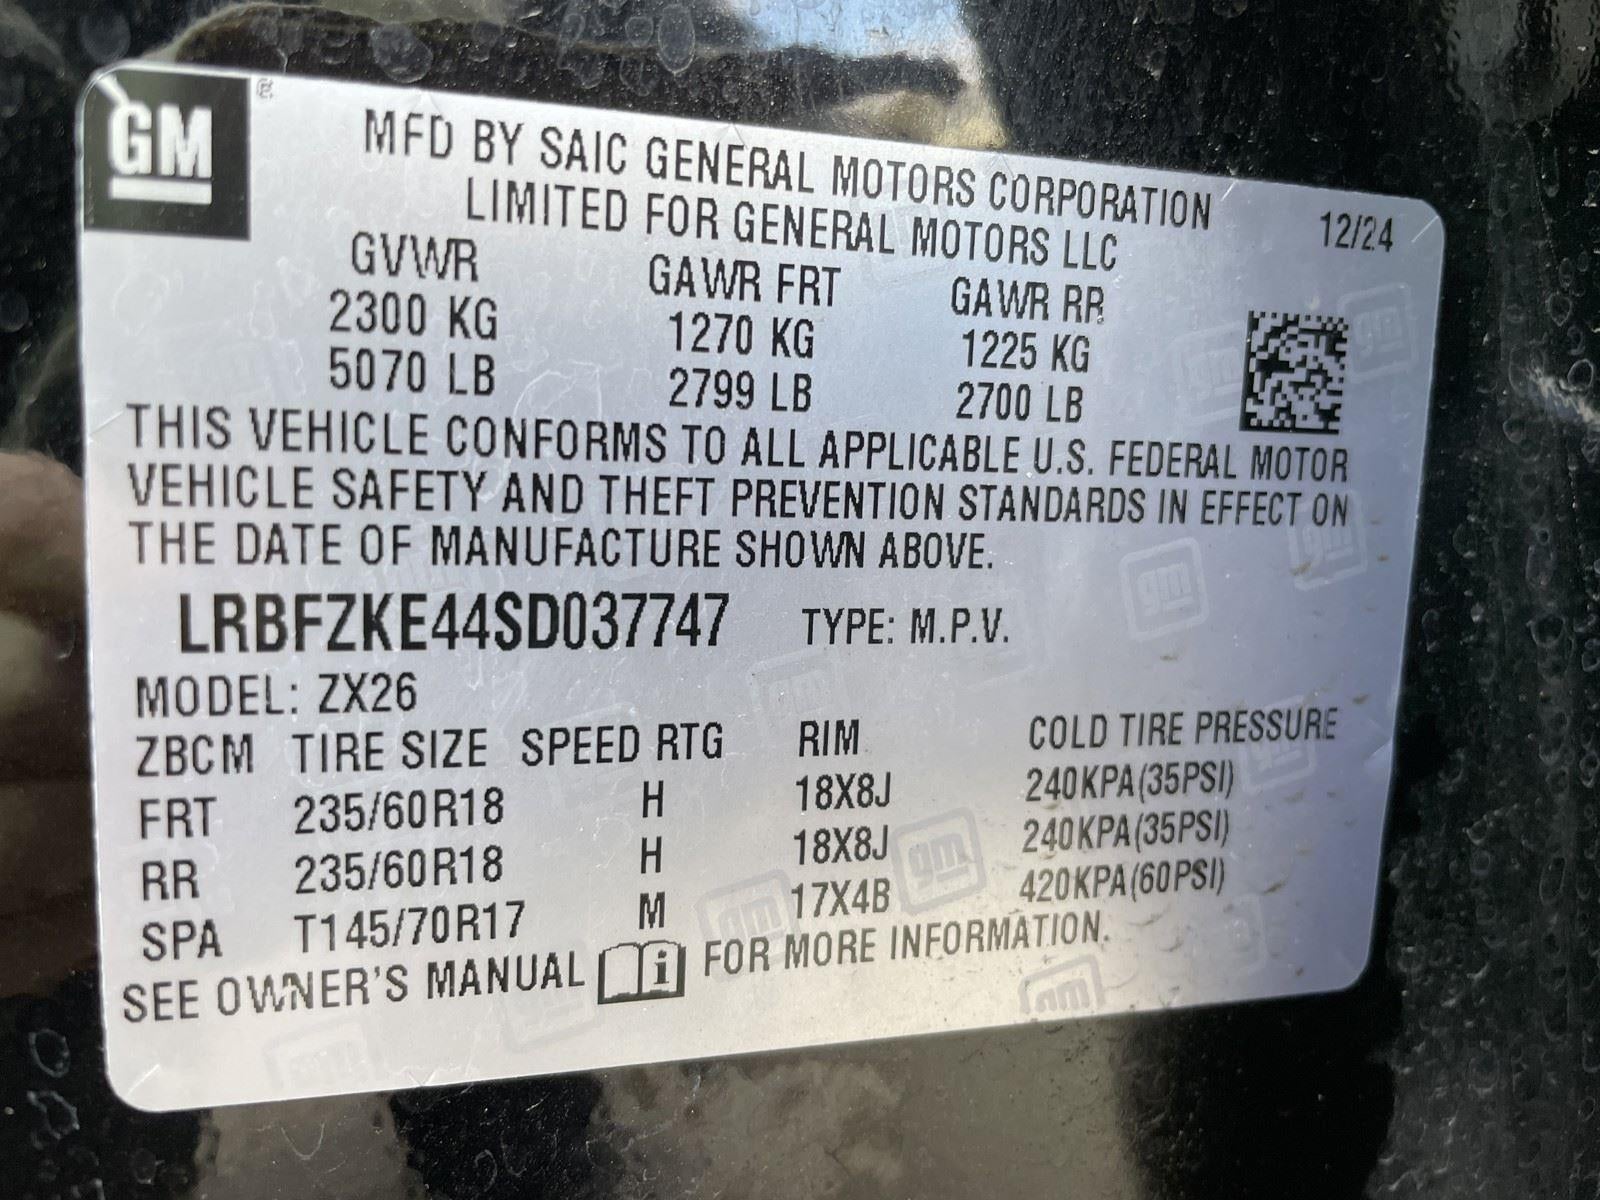 GM
MFD BY SAIC GENERAL MOTORS CORPORATION
LIMITED FOR GENERAL MOTORS LLC
12/24
GVWR GAWR FRT GAWR RR
2300 KG 1270 KG 1225 KG
5070 LB 2799 LB 2700 LB
THIS VEHICLE CONFORMS TO ALL APPLICABLE U.S. FEDERAL MOTOR
VEHICLE SAFETY AND THEFT PREVENTION STANDARDS IN EFFECT ON
THE DATE OF MANUFACTURE SHOWN ABOVE.
LRBFZKE44SD037747 TYPE: M.P.V.
MODEL: ZX26
ZBCM TIRE SIZE SPEED RTG RIM COLD TIRE PRESSURE
FRT 235/60R18 H 18X8J 240KPA(35PSI)
RR 235/60R18 H 18X8J 240KPA(35PSI)
SPA T145/70R17 M 17X4B 420KPA(60PSI)
SEE OWNER'S MANUAL i FOR MORE INFORMATION.